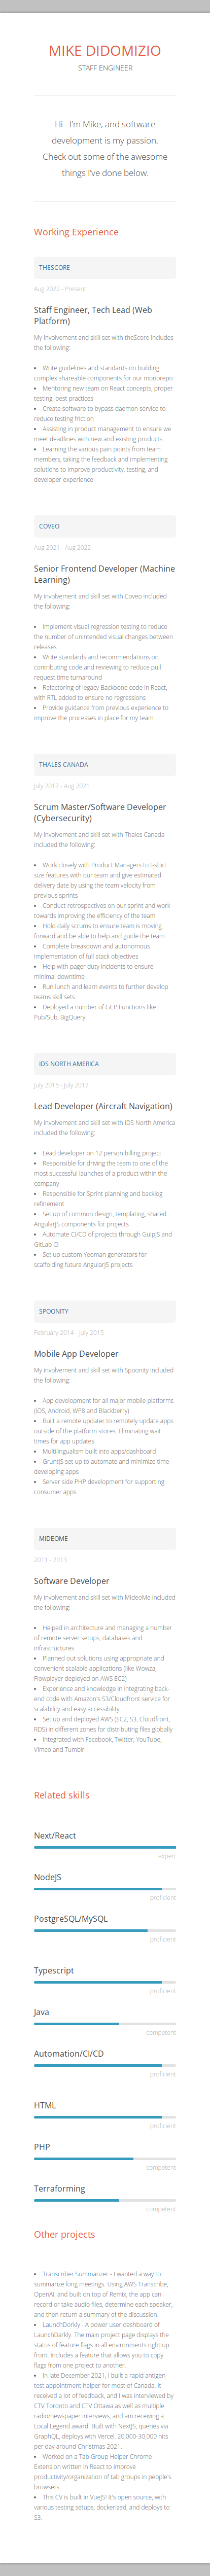 MIKE DIDOMIZIO
STAFF ENGINEER
Hi - I'm Mike, and software
development is my passion.
Check out some of the awesome
things I've done below.
Working Experience
THESCORE
Aug 2022 - Present
Staff Engineer, Tech Lead (Web
Platform)
My involvement and skill set with theScore includes
the following:
• Write guidelines and standards on building
complex shareable components for our monorepo
• Mentoring new team on React concepts, proper
testing, best practices
• Create software to bypass daemon service to
reduce testing friction
• Assisting in product management to ensure we
meet deadlines with new and existing products
• Learning the various pain points from team
members, taking the feedback and implementing
solutions to improve productivity, testing, and
developer experience
COVEO
Aug 2021 - Aug 2022
Senior Frontend Developer (Machine
Learning)
My involvement and skill set with Coveo included
the following:
• Implement visual regression testing to reduce
the number of unintended visual changes between
releases
• Write standards and recommendations on
contributing code and reviewing to reduce pull
request time turnaround
• Refactoring of legacy Backbone code in React,
with RTL added to ensure no regressions
• Provide guidance from previous experience to
improve the processes in place for my team
THALES CANADA
July 2017 - Aug 2021
Scrum Master/Software Developer
(Cybersecurity)
My involvement and skill set with Thales Canada
included the following:
• Work closely with Product Managers to t-shirt
size features with our team and give estimated
delivery date by using the team velocity from
previous sprints
• Conduct retrospectives on our sprint and work
towards improving the efficiency of the team
• Hold daily scrums to ensure team is moving
forward and be able to help and guide the team
• Complete breakdown and autonomous
implementation of full stack objectives
• Help with pager duty incidents to ensure
minimal downtime
• Run lunch and learn events to further develop
teams skill sets
• Deployed a number of GCP Functions like
Pub/Sub, BigQuery
IDS NORTH AMERICA
July 2015 - July 2017
Lead Developer (Aircraft Navigation)
My involvement and skill set with IDS North America
included the following:
• Lead developer on 12 person billing project
• Responsible for driving the team to one of the
most successful launches of a product within the
company
• Responsible for Sprint planning and backlog
refinement
• Set up of common design, templating, shared
AngularJS components for projects
• Automate CI/CD of projects through GulpJS and
GitLab CI
• Set up custom Yeoman generators for
scaffolding future AngularJS projects
SPOONITY
February 2014 - July 2015
Mobile App Developer
My involvement and skill set with Spoonity included
the following:
• App development for all major mobile platforms
(iOS, Android, WP8 and Blackberry)
• Built a remote updater to remotely update apps
outside of the platform stores. Eliminating wait
times for app updates
• Multilingualism built into apps/dashboard
• GruntJS set up to automate and minimize time
developing apps
• Server side PHP development for supporting
consumer apps
MIDEOME
2011 - 2013
Software Developer
My involvement and skill set with MideoMe included
the following:
• Helped in architecture and managing a number
of remote server setups, databases and
infrastructures
• Planned out solutions using appropriate and
convenient scalable applications (like Wowza,
Flowplayer deployed on AWS EC2)
• Experience and knowledge in integrating back-
end code with Amazon's S3/Cloudfront service for
scalability and easy accessibility
• Set up and deployed AWS (EC2, S3, Cloudfront,
RDS) in different zones for distributing files globally
• Integrated with Facebook, Twitter, YouTube,
Vimeo and Tumblr
Related skills
Next/React
expert
NodeJS
proficient
PostgreSQL/MySQL
proficient
Typescript
proficient
Java
competent
Automation/CI/CD
proficient
HTML
proficient
PHP
competent
Terraforming
competent
Other projects
• Transcriber Summarizer - I wanted a way to
summarize long meetings. Using AWS Transcribe,
OpenAI, and built on top of Remix, the app can
record or take audio files, determine each speaker,
and then return a summary of the discussion.
• LaunchDorkly - A power user dashboard of
LaunchDarkly. The main project page displays the
status of feature flags in all environments right up
front. Includes a feature that allows you to copy
flags from one project to another.
• In late December 2021, I built a rapid antigen
test appointment helper for most of Canada. It
received a lot of feedback, and I was interviewed by
CTV Toronto and CTV Ottawa as well as multiple
radio/newspaper interviews, and am receiving a
Local Legend award. Built with NextJS, queries via
GraphQL, deploys with Vercel. 20,000-30,000 hits
per day around Christmas 2021.
• Worked on a Tab Group Helper Chrome
Extension written in React to improve
productivity/organization of tab groups in people's
browsers.
• This CV is built in VueJS! It's open source, with
various testing setups, dockerized, and deploys to
S3.